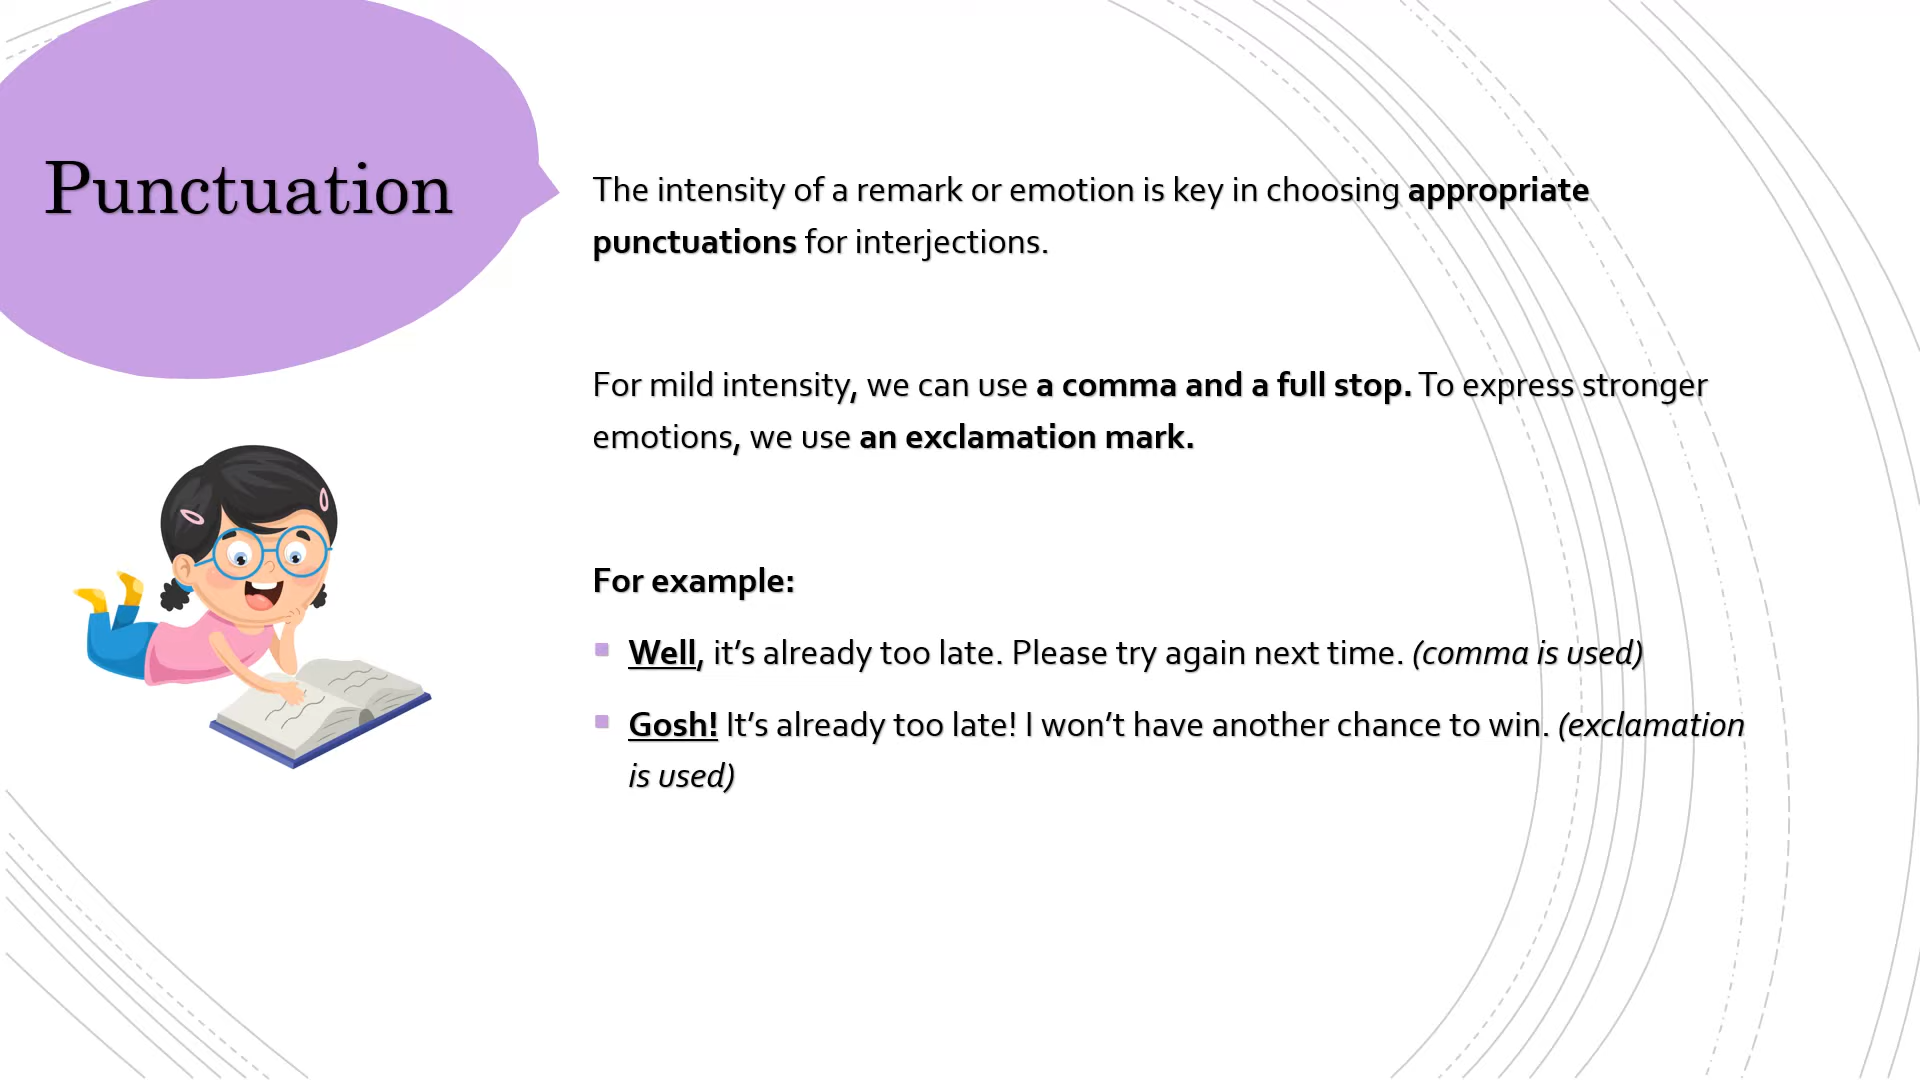 Punctuation
The intensity of a remark or emotion is key in choosing appropriate
punctuations for interjections.
For mild intensity, we can use a comma and a full stop. To express stronger
emotions, we use an exclamation mark.
For example:
Well, it’s already too late. Please try again next time. (comma is used)
Gosh! It’s already too late! I won’t have another chance to win. (exclamation
is used)